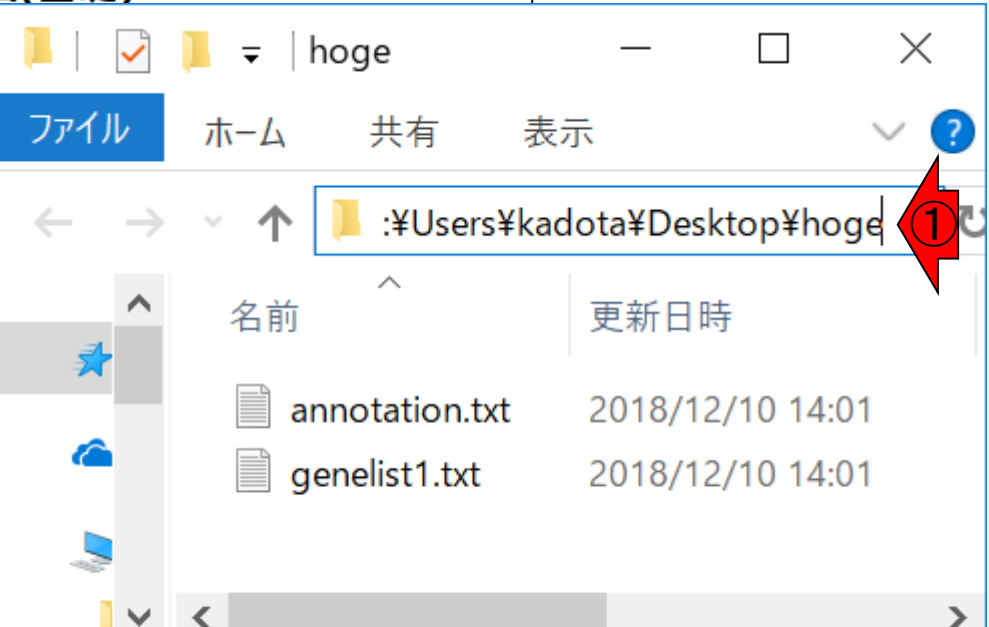 hoge
ファイル ホーム 共有 表示 ?
:¥Users¥kadota¥Desktop¥hoge ①
名前 更新日時
annotation.txt 2018/12/10 14:01
genelist1.txt 2018/12/10 14:01